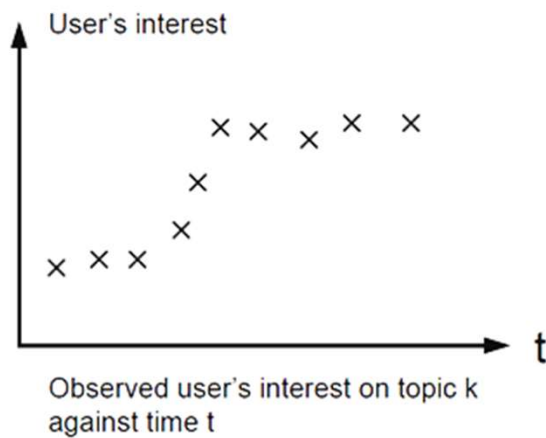 User's interest
t
Observed user's interest on topic k
against time t